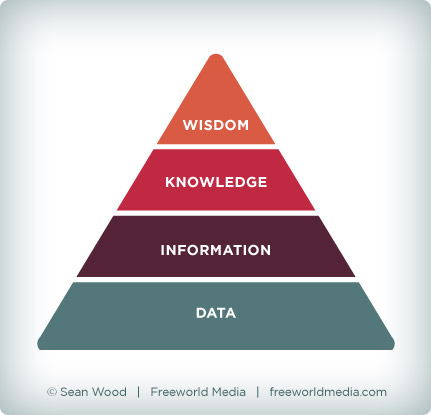 WISDOM
KNOWLEDGE
INFORMATION
DATA
© Sean Wood | Freeworld Media | freeworldmedia.com